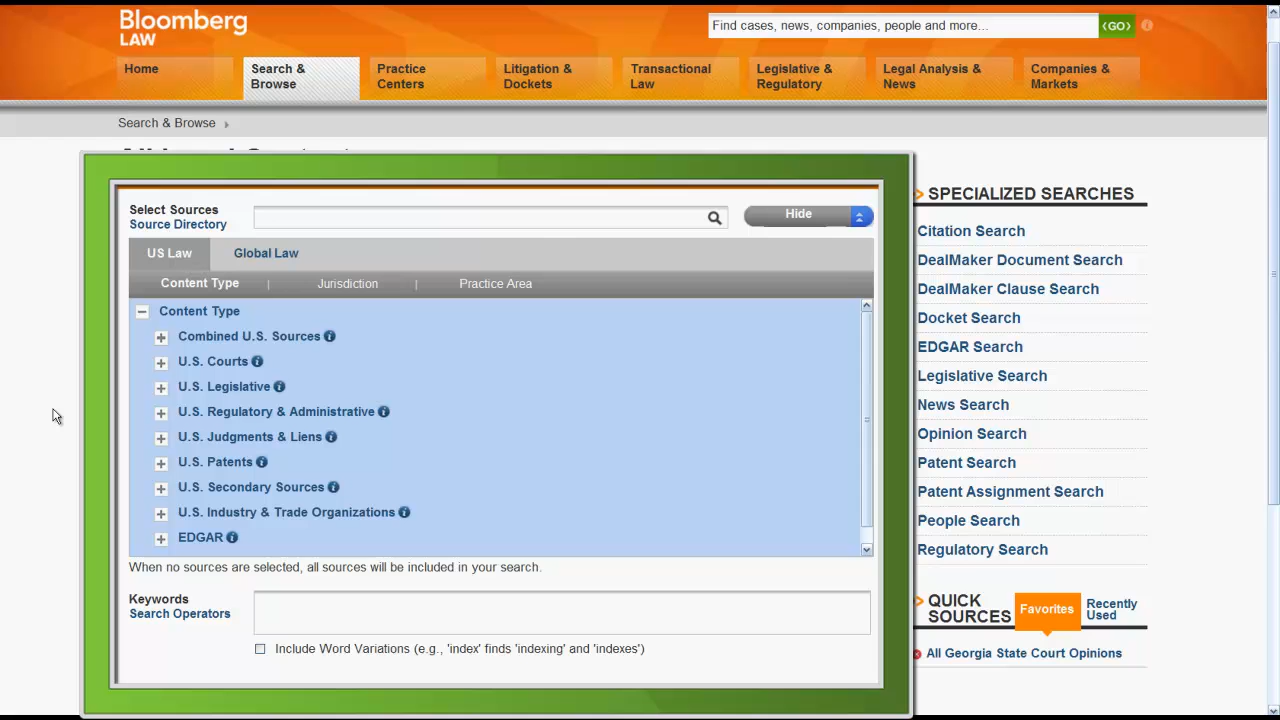 Bloomberg
LAW
Find cases, news, companies, people and more...
‹GO›
Home
Search &
Browse
Practice
Centers
Litigation &
Dockets
Transactional
Law
Legislative &
Regulatory
Legal Analysis &
News
Companies &
Markets
Search & Browse
Select Sources
Source Directory
Hide
US Law
Global Law
Content Type | Jurisdiction | Practice Area
Content Type
Combined U.S. Sources
U.S. Courts
U.S. Legislative
U.S. Regulatory & Administrative
U.S. Judgments & Liens
U.S. Patents
U.S. Secondary Sources
U.S. Industry & Trade Organizations
EDGAR
When no sources are selected, all sources will be included in your search.
Keywords
Search Operators
Include Word Variations (e.g., 'index' finds 'indexing' and 'indexes')
SPECIALIZED SEARCHES
Citation Search
DealMaker Document Search
DealMaker Clause Search
Docket Search
EDGAR Search
Legislative Search
News Search
Opinion Search
Patent Search
Patent Assignment Search
People Search
Regulatory Search
QUICK
SOURCES
Favorites
Recently
Used
All Georgia State Court Opinions